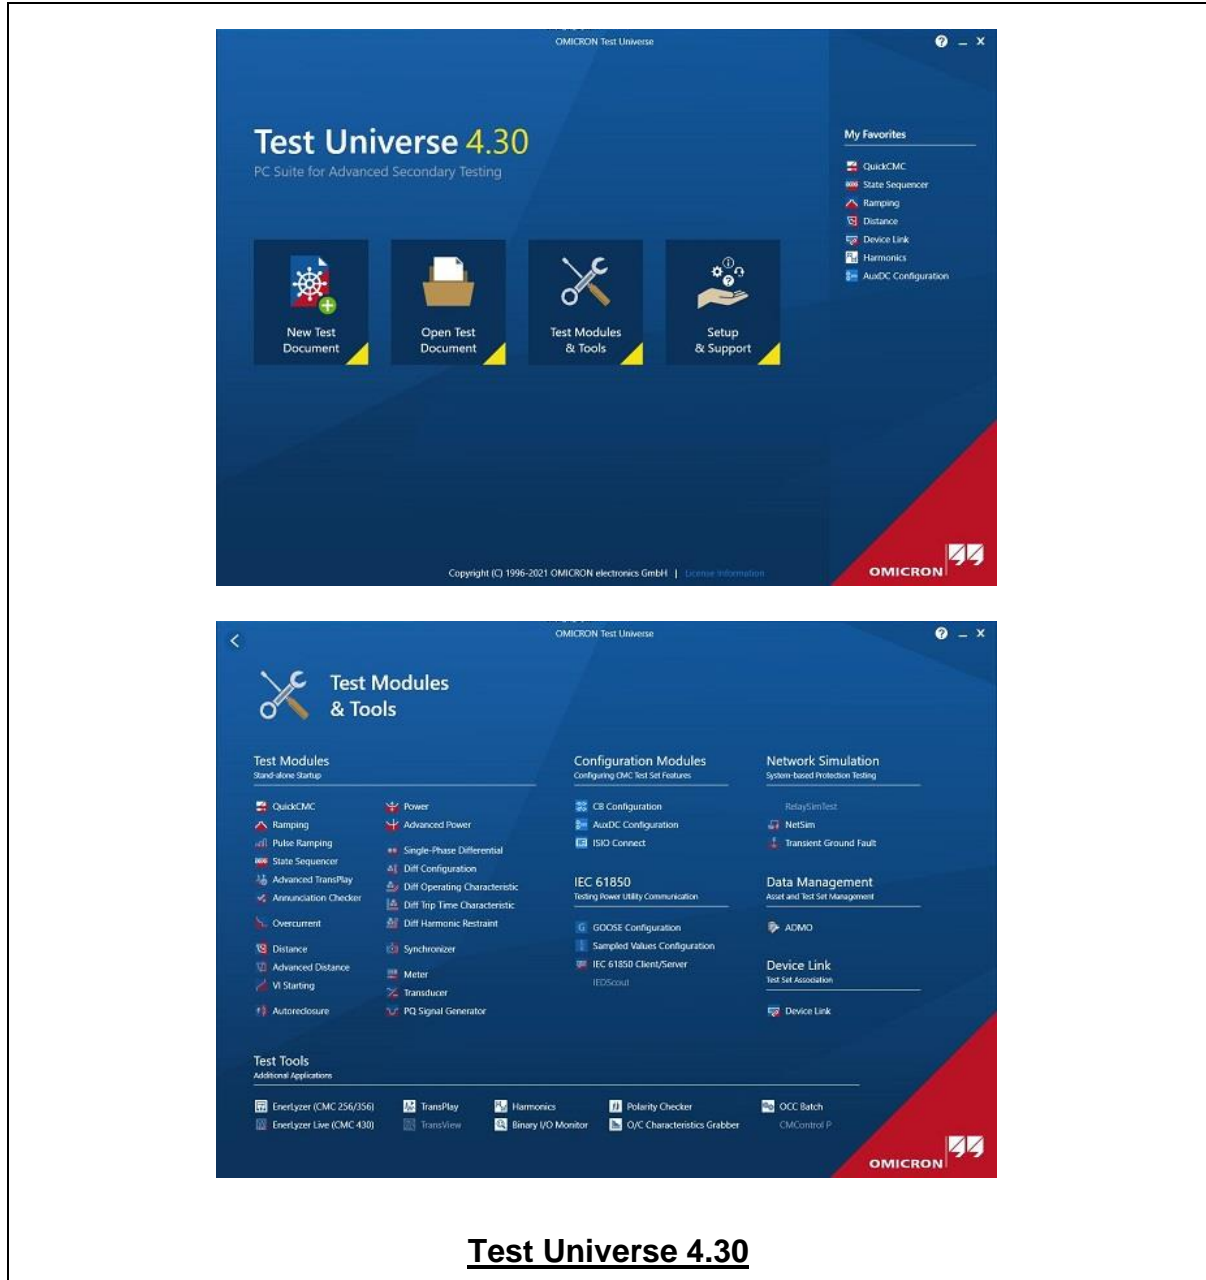 OMICRON Test Universe
Test Universe 4.30
PC Suite for Advanced Secondary Testing
New Test
Document
Open Test
Document
Test Modules
& Tools
Setup
& Support
My Favorites
QuickCMC
State Sequencer
Ramping
Distance
Device Link
Harmonics
AuxDC Configuration
Copyright (C) 1996-2021 OMICRON electronics GmbH | License Information
OMICRON
OMICRON Test Universe
Test Modules
& Tools
Test Modules
Stand-alone Startup
QuickCMC
Ramping
Pulse Ramping
State Sequencer
Advanced TransPlay
Annunciation Checker
Overcurrent
Distance
Advanced Distance
VI Starting
Autoreclosure
Power
Advanced Power
Single-Phase Differential
Diff Configuration
Diff Operating Characteristic
Diff Trip Time Characteristic
Diff Harmonic Restraint
Synchronizer
Meter
Transducer
PQ Signal Generator
Configuration Modules
Configuring CMC Test Set Features
CB Configuration
AuxDC Configuration
ISIO Connect
IEC 61850
Testing Power Utility Communication
GOOSE Configuration
Sampled Values Configuration
IEC 61850 Client/Server
IEDScout
Network Simulation
System-based Protection Testing
RelaySimTest
NetSim
Transient Ground Fault
Data Management
Asset and Test Set Management
ADMO
Device Link
Test Set Association
Device Link
Test Tools
Additional Applications
EnerLyzer (CMC 256/356)
EnerLyzer Live (CMC 430)
TransPlay
TransView
Harmonics
Binary I/O Monitor
Polarity Checker
O/C Characteristics Grabber
OCC Batch
CMControl P
OMICRON
Test Universe 4.30